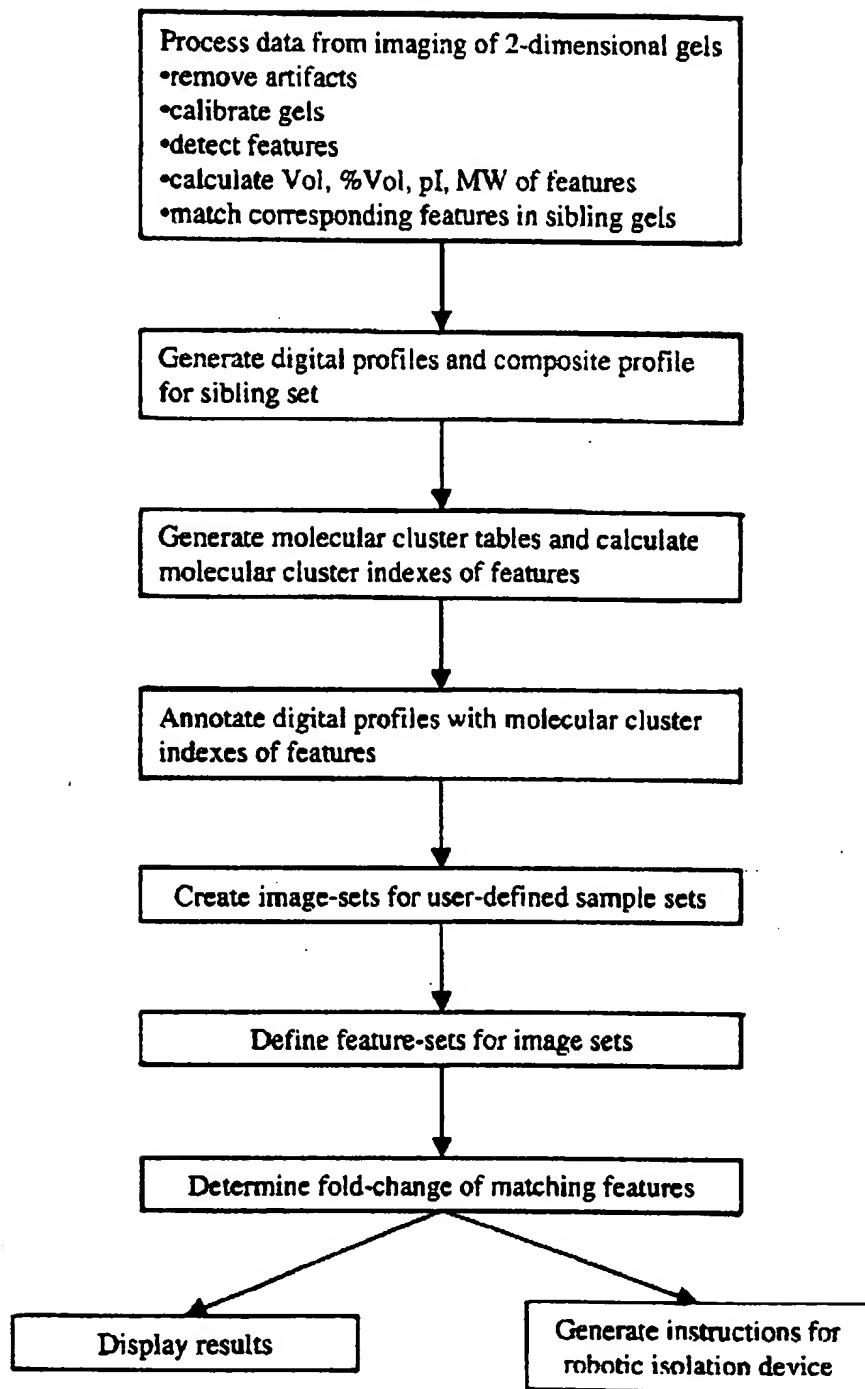 Process data from imaging of 2-dimensional gels
•remove artifacts
•calibrate gels
•detect features
•calculate Vol, %Vol, pI, MW of features
•match corresponding features in sibling gels
Generate digital profiles and composite profile
for sibling set
Generate molecular cluster tables and calculate
molecular cluster indexes of features
Annotate digital profiles with molecular cluster
indexes of features
Create image-sets for user-defined sample sets
Define feature-sets for image sets
Determine fold-change of matching features
Display results
Generate instructions for
robotic isolation device